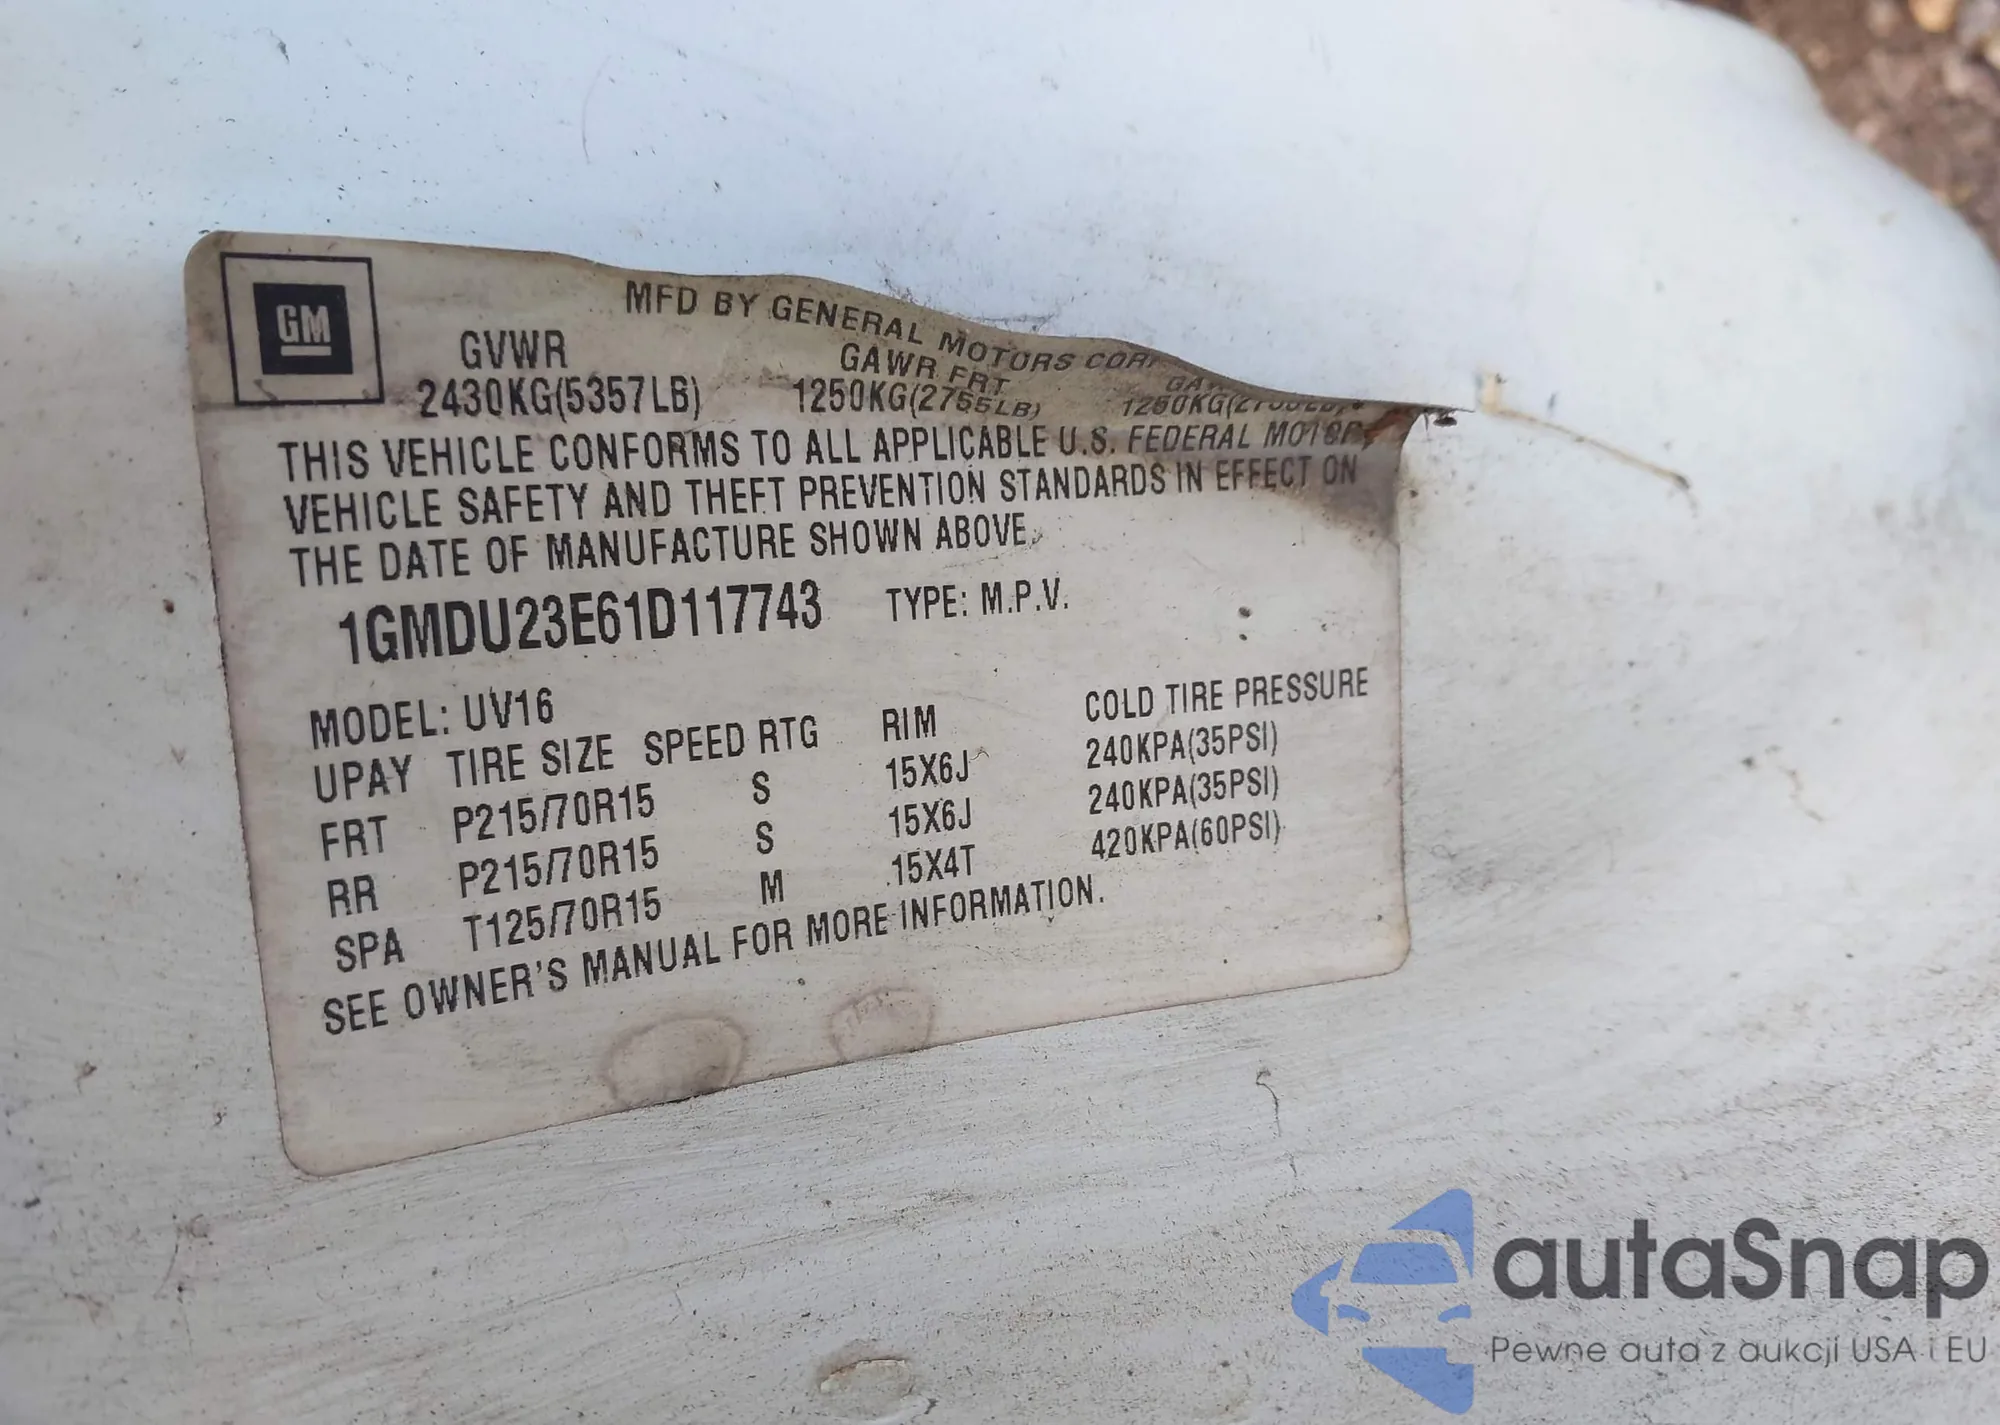 GM
MFD BY GENERAL MOTORS CORP
GVWR GAWR FRT
2430KG(5357LB) 1250KG(2755LB)
THIS VEHICLE CONFORMS TO ALL APPLICABLE U.S. FEDERAL MOTOR
VEHICLE SAFETY AND THEFT PREVENTION STANDARDS IN EFFECT ON
THE DATE OF MANUFACTURE SHOWN ABOVE.
1GMDU23E61D117743 TYPE: M.P.V.
MODEL: UV16
UPAY TIRE SIZE SPEED RTG RIM COLD TIRE PRESSURE
FRT P215/70R15 S 15X6J 240KPA(35PSI)
RR P215/70R15 S 15X6J 240KPA(35PSI)
SPA T125/70R15 M 15X4T 420KPA(60PSI)
SEE OWNER'S MANUAL FOR MORE INFORMATION.
autaSnap
Pewne auta z aukcji USA i EU